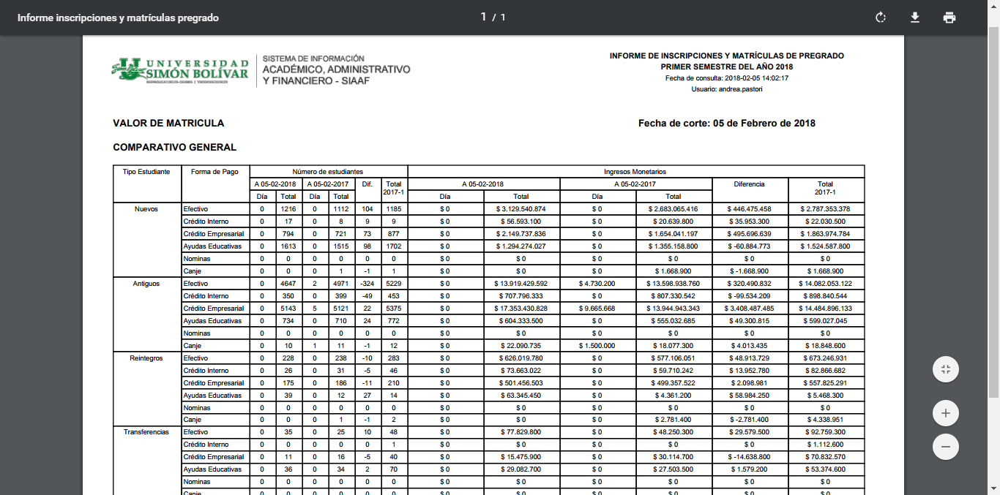 Informe inscripciones y matrículas pregrado
1 / 1
UNIVERSIDAD
SIMÓN BOLÍVAR
SISTEMA DE INFORMACIÓN
ACADÉMICO, ADMINISTRATIVO
Y FINANCIERO - SIAAF
INFORME DE INSCRIPCIONES Y MATRÍCULAS DE PREGRADO
PRIMER SEMESTRE DEL AÑO 2018
Fecha de consulta: 2018-02-05 14:02:17
Usuario: andrea.pastori
VALOR DE MATRICULA
Fecha de corte: 05 de Febrero de 2018
COMPARATIVO GENERAL
Tipo Estudiante Forma de Pago Número de estudiantes Ingresos Monetarios
A 05-02-2018 A 05-02-2017 Dif. Total 2017-1 A 05-02-2018 A 05-02-2017 Diferencia Total 2017-1
Día Total Día Total Día Total Día Total
Nuevos Efectivo 0 1216 0 1112 104 1185 $ 0 $ 3.129.540.874 $ 0 $ 2.683.065.416 $ 446.475.458 $ 2.787.353.378
Crédito Interno 0 17 0 8 9 9 $ 0 $ 56.593.100 $ 0 $ 20.639.800 $ 35.953.300 $ 22.030.500
Crédito Empresarial 0 794 0 721 73 877 $ 0 $ 2.149.737.836 $ 0 $ 1.654.041.197 $ 495.696.639 $ 1.863.974.784
Ayudas Educativas 0 1613 0 1515 98 1702 $ 0 $ 1.294.274.027 $ 0 $ 1.355.158.800 $ -60.884.773 $ 1.524.587.800
Nominas 0 0 0 0 0 0 $ 0 $ 0 $ 0 $ 0 $ 0 $ 0
Canje 0 0 0 1 -1 1 $ 0 $ 0 $ 0 $ 1.668.900 $ -1.668.900 $ 1.668.900
Antiguos Efectivo 0 4647 2 4971 -324 5229 $ 0 $ 13.919.429.592 $ 4.730.200 $ 13.598.938.760 $ 320.490.832 $ 14.082.053.122
Crédito Interno 0 350 0 399 -49 453 $ 0 $ 707.796.333 $ 0 $ 807.330.542 $ -99.534.209 $ 898.840.544
Crédito Empresarial 0 5143 5 5121 22 5375 $ 0 $ 17.353.430.828 $ 9.665.668 $ 13.944.943.343 $ 3.408.487.485 $ 14.484.896.133
Ayudas Educativas 0 734 0 710 24 772 $ 0 $ 604.333.500 $ 0 $ 555.032.685 $ 49.300.815 $ 599.027.045
Nominas 0 0 0 0 0 0 $ 0 $ 0 $ 0 $ 0 $ 0 $ 0
Canje 0 10 1 11 -1 12 $ 0 $ 22.090.735 $ 1.500.000 $ 18.077.300 $ 4.013.435 $ 18.848.600
Reintegros Efectivo 0 228 0 238 -10 283 $ 0 $ 626.019.780 $ 0 $ 577.106.051 $ 48.913.729 $ 673.246.931
Crédito Interno 0 26 0 31 -5 46 $ 0 $ 73.663.022 $ 0 $ 59.710.242 $ 13.952.780 $ 82.866.682
Crédito Empresarial 0 175 0 186 -11 210 $ 0 $ 501.456.503 $ 0 $ 499.357.522 $ 2.098.981 $ 557.825.291
Ayudas Educativas 0 39 0 12 27 14 $ 0 $ 63.345.450 $ 0 $ 4.361.200 $ 58.984.250 $ 5.468.300
Nominas 0 0 0 0 0 0 $ 0 $ 0 $ 0 $ 0 $ 0 $ 0
Canje 0 0 0 1 -1 2 $ 0 $ 0 $ 0 $ 2.781.400 $ -2.781.400 $ 4.338.951
Transferencias Efectivo 0 35 0 25 10 48 $ 0 $ 77.829.800 $ 0 $ 48.250.300 $ 29.579.500 $ 92.759.300
Crédito Interno 0 0 0 0 0 1 $ 0 $ 0 $ 0 $ 0 $ 0 $ 1.112.600
Crédito Empresarial 0 11 0 16 -5 40 $ 0 $ 15.475.900 $ 0 $ 30.114.700 $ -14.638.800 $ 70.832.570
Ayudas Educativas 0 36 0 34 2 70 $ 0 $ 29.082.700 $ 0 $ 27.503.500 $ 1.579.200 $ 53.374.600
Nominas 0 0 0 0 0 0 $ 0 $ 0 $ 0 $ 0 $ 0 $ 0
Canje 0 0 0 0 0 0 $ 0 $ 0 $ 0 $ 0 $ 0 $ 0